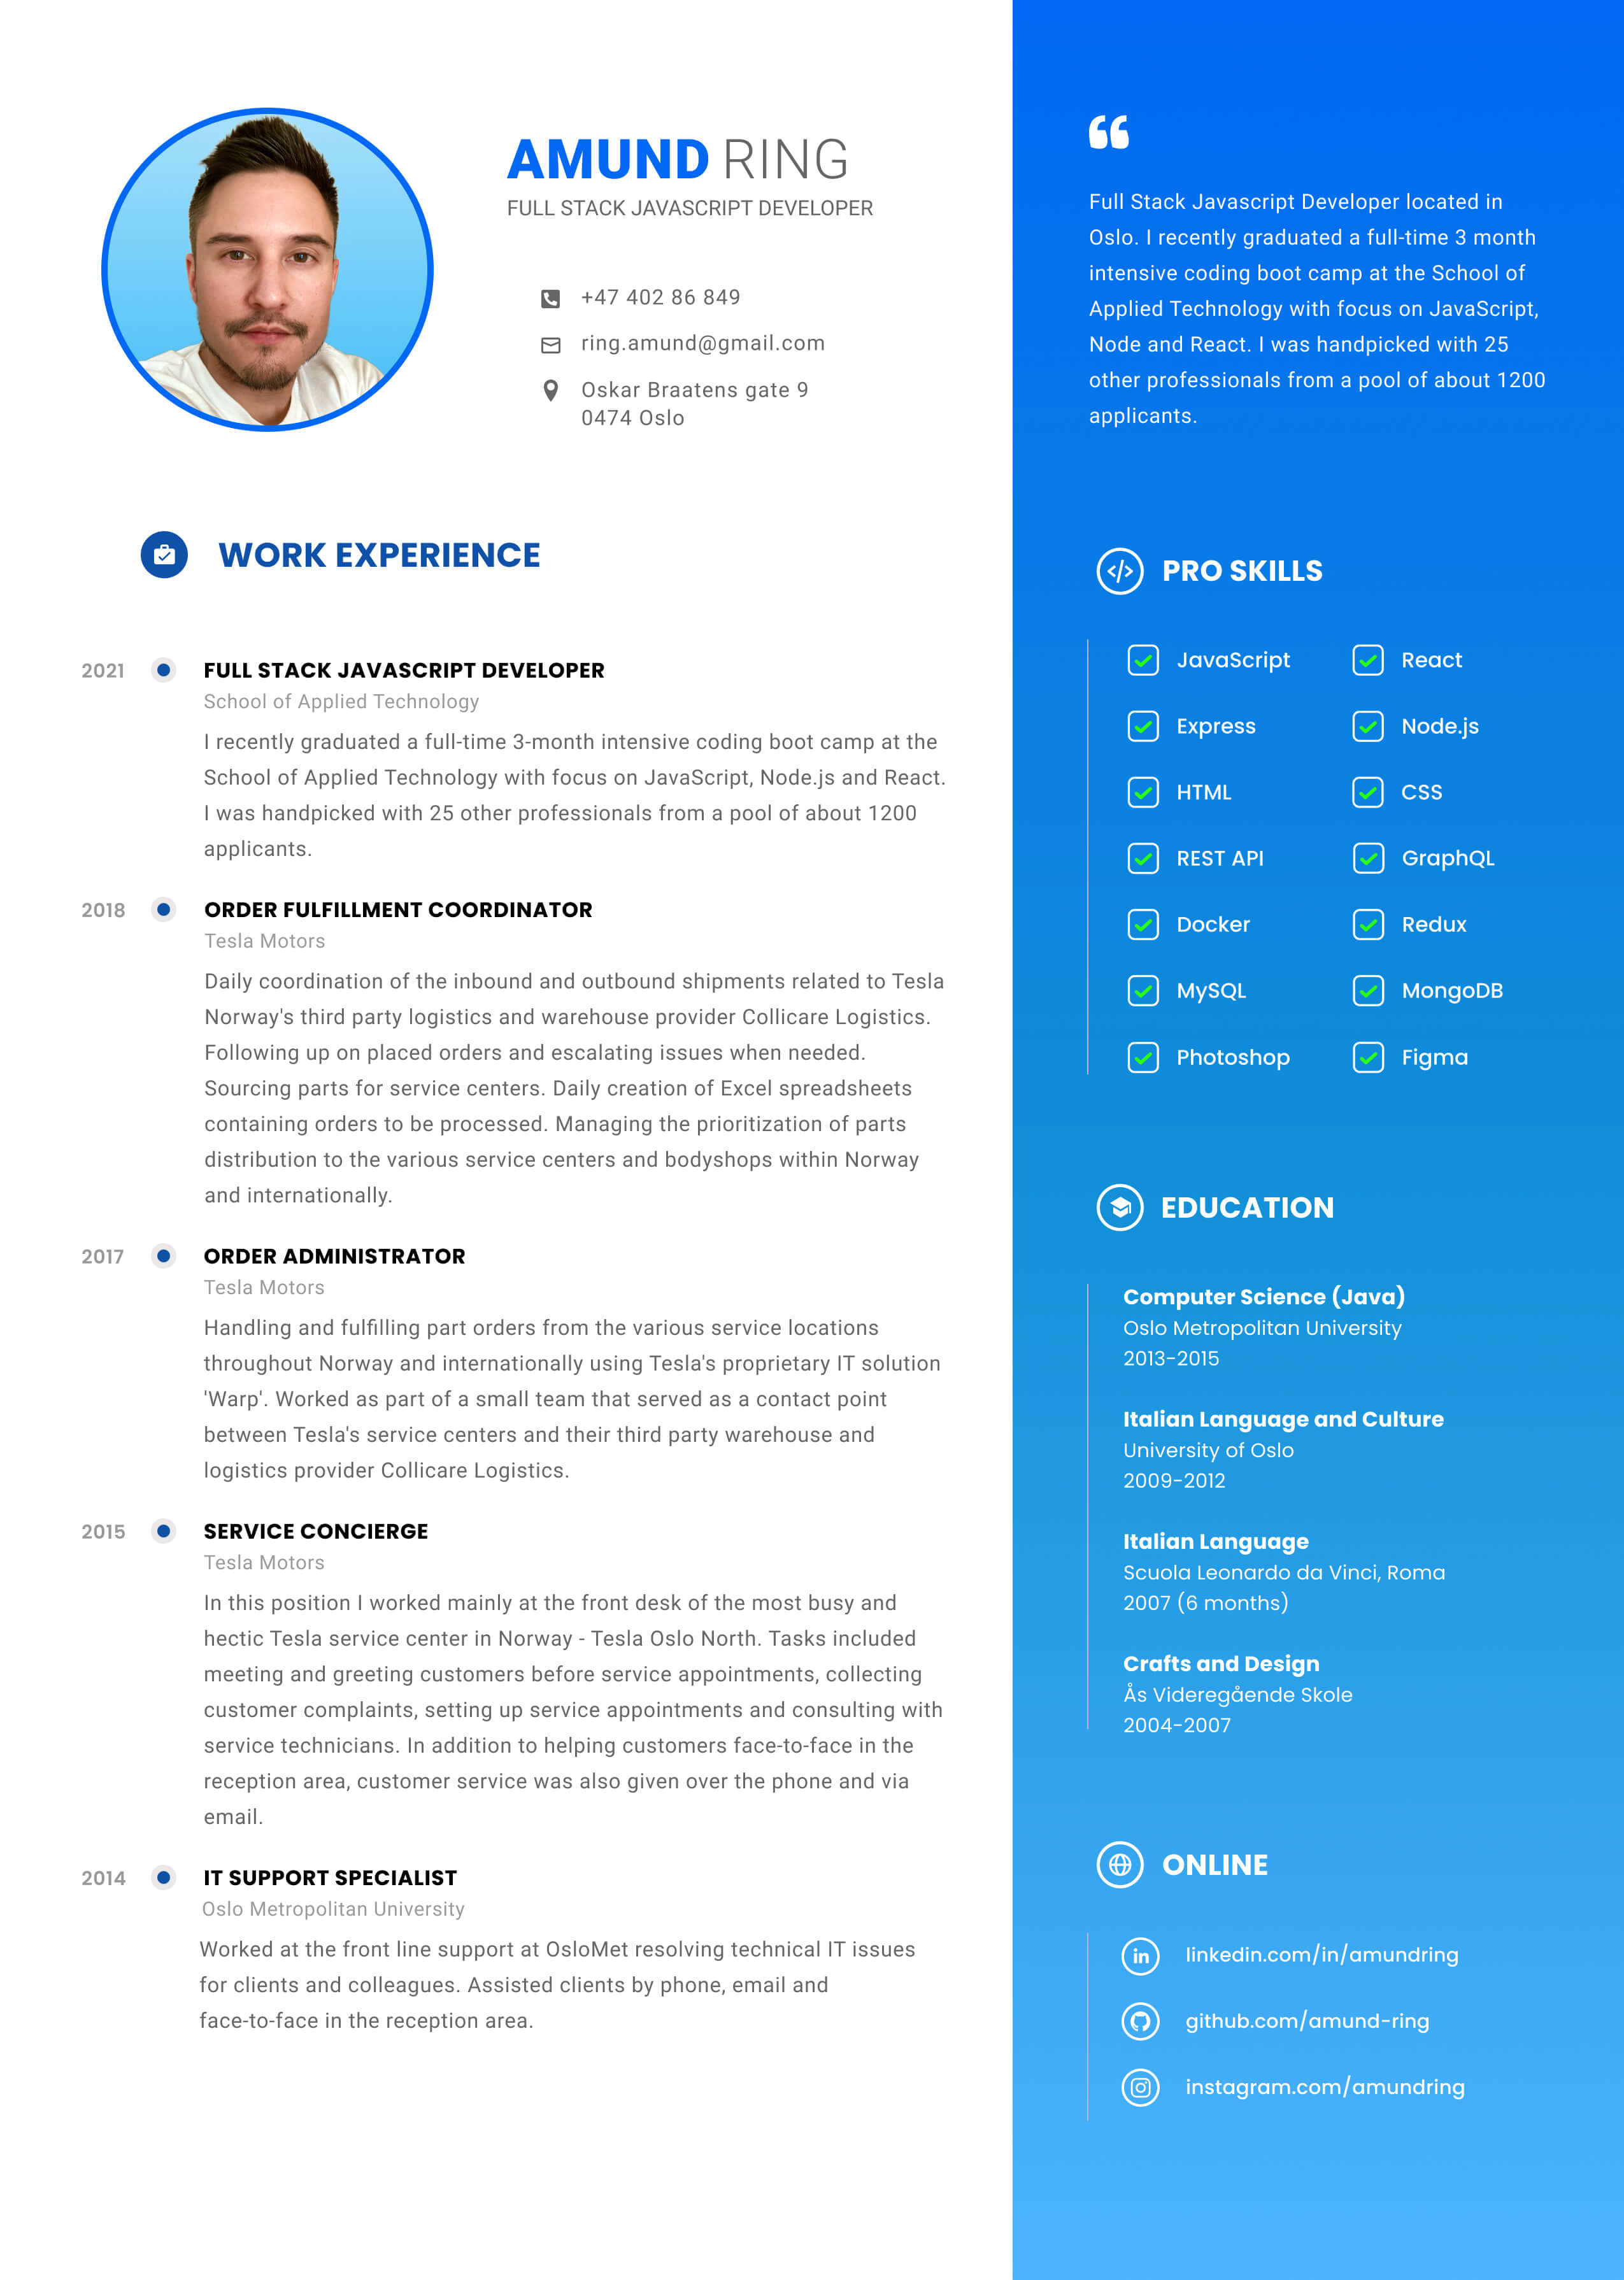 AMUND RING
FULL STACK JAVASCRIPT DEVELOPER
+47 402 86 849
ring.amund@gmail.com
Oskar Braatens gate 9
0474 Oslo
WORK EXPERIENCE
2021
FULL STACK JAVASCRIPT DEVELOPER
School of Applied Technology
I recently graduated a full-time 3-month intensive coding boot camp at the
School of Applied Technology with focus on JavaScript, Node.js and React.
I was handpicked with 25 other professionals from a pool of about 1200
applicants.
2018
ORDER FULFILLMENT COORDINATOR
Tesla Motors
Daily coordination of the inbound and outbound shipments related to Tesla
Norway's third party logistics and warehouse provider Collicare Logistics.
Following up on placed orders and escalating issues when needed.
Sourcing parts for service centers. Daily creation of Excel spreadsheets
containing orders to be processed. Managing the prioritization of parts
distribution to the various service centers and bodyshops within Norway
and internationally.
2017
ORDER ADMINISTRATOR
Tesla Motors
Handling and fulfilling part orders from the various service locations
throughout Norway and internationally using Tesla's proprietary IT solution
'Warp'. Worked as part of a small team that served as a contact point
between Tesla's service centers and their third party warehouse and
logistics provider Collicare Logistics.
2015
SERVICE CONCIERGE
Tesla Motors
In this position I worked mainly at the front desk of the most busy and
hectic Tesla service center in Norway - Tesla Oslo North. Tasks included
meeting and greeting customers before service appointments, collecting
customer complaints, setting up service appointments and consulting with
service technicians. In addition to helping customers face-to-face in the
reception area, customer service was also given over the phone and via
email.
2014
IT SUPPORT SPECIALIST
Oslo Metropolitan University
Worked at the front line support at OsloMet resolving technical IT issues
for clients and colleagues. Assisted clients by phone, email and
face-to-face in the reception area.
“
Full Stack Javascript Developer located in
Oslo. I recently graduated a full-time 3 month
intensive coding boot camp at the School of
Applied Technology with focus on JavaScript,
Node and React. I was handpicked with 25
other professionals from a pool of about 1200
applicants.
PRO SKILLS
JavaScript
React
Express
Node.js
HTML
CSS
REST API
GraphQL
Docker
Redux
MySQL
MongoDB
Photoshop
Figma
EDUCATION
Computer Science (Java)
Oslo Metropolitan University
2013-2015
Italian Language and Culture
University of Oslo
2009-2012
Italian Language
Scuola Leonardo da Vinci, Roma
2007 (6 months)
Crafts and Design
Ås Videregående Skole
2004-2007
ONLINE
linkedin.com/in/amundring
github.com/amund-ring
instagram.com/amundring